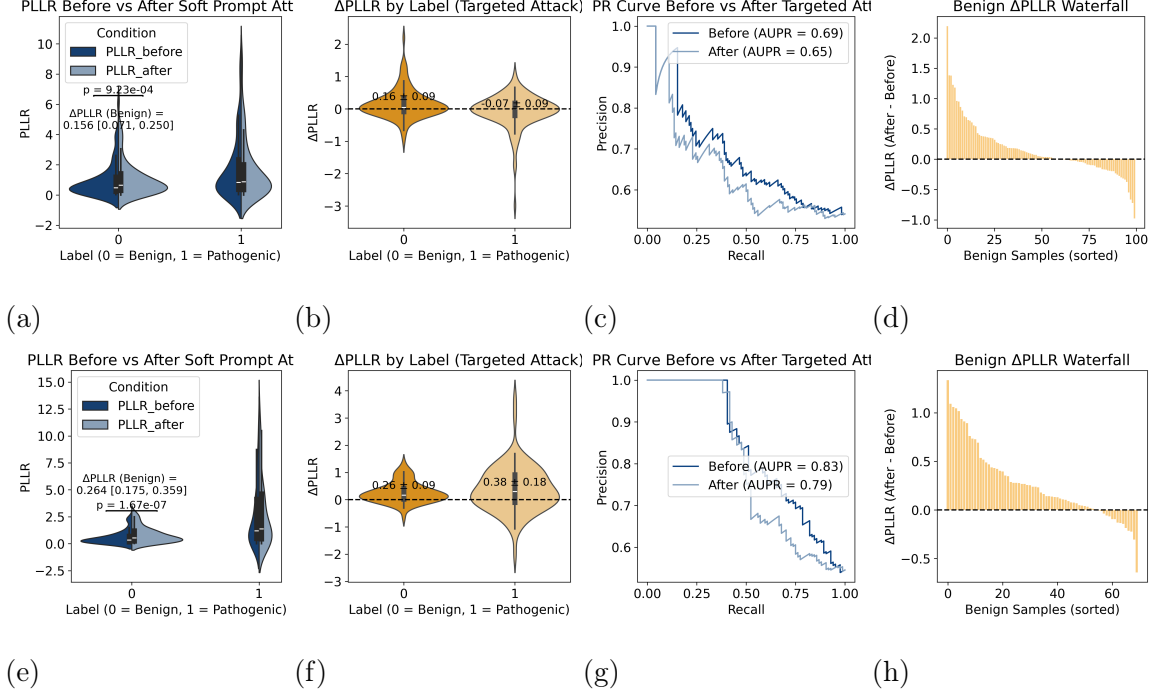 PLLR Before vs After Soft Prompt Att
Condition
PLLR_before
PLLR_after
p = 9.23e-04
ΔPLLR (Benign) =
0.156 [0.071, 0.250]
PLLR
10
8
6
4
2
0
−2
0
1
Label (0 = Benign, 1 = Pathogenic)
(a)
ΔPLLR by Label (Targeted Attack)
0.16 ± 0.09
-0.07 ± 0.09
ΔPLLR
2
1
0
−1
−2
−3
0
1
Label (0 = Benign, 1 = Pathogenic)
(b)
PR Curve Before vs After Targeted Att
Before (AUPR = 0.69)
After (AUPR = 0.65)
Precision
1.0
0.9
0.8
0.7
0.6
0.00
0.25
0.50
0.75
1.00
Recall
(c)
Benign ΔPLLR Waterfall
ΔPLLR (After - Before)
2.0
1.5
1.0
0.5
0.0
−0.5
−1.0
0
25
50
75
100
Benign Samples (sorted)
(d)
PLLR Before vs After Soft Prompt At
Condition
PLLR_before
PLLR_after
ΔPLLR (Benign) =
0.264 [0.175, 0.359]
p = 1.67e-07
PLLR
15.0
12.5
10.0
7.5
5.0
2.5
0.0
−2.5
0
1
Label (0 = Benign, 1 = Pathogenic)
(e)
ΔPLLR by Label (Targeted Attack)
0.26 ± 0.09
0.38 ± 0.18
ΔPLLR
4
3
2
1
0
−1
−2
−3
0
1
Label (0 = Benign, 1 = Pathogenic)
(f)
PR Curve Before vs After Targeted Att
Before (AUPR = 0.83)
After (AUPR = 0.79)
Precision
1.0
0.9
0.8
0.7
0.6
0.00
0.25
0.50
0.75
1.00
Recall
(g)
Benign ΔPLLR Waterfall
ΔPLLR (After - Before)
1.0
0.5
0.0
−0.5
0
20
40
60
Benign Samples (sorted)
(h)